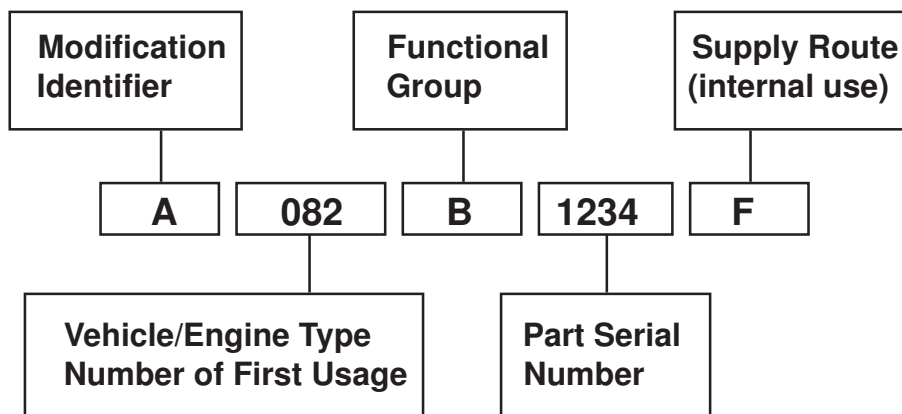 Modification
Identifier
Functional
Group
Supply Route
(internal use)
A
082
B
1234
F
Vehicle/Engine Type
Number of First Usage
Part Serial
Number